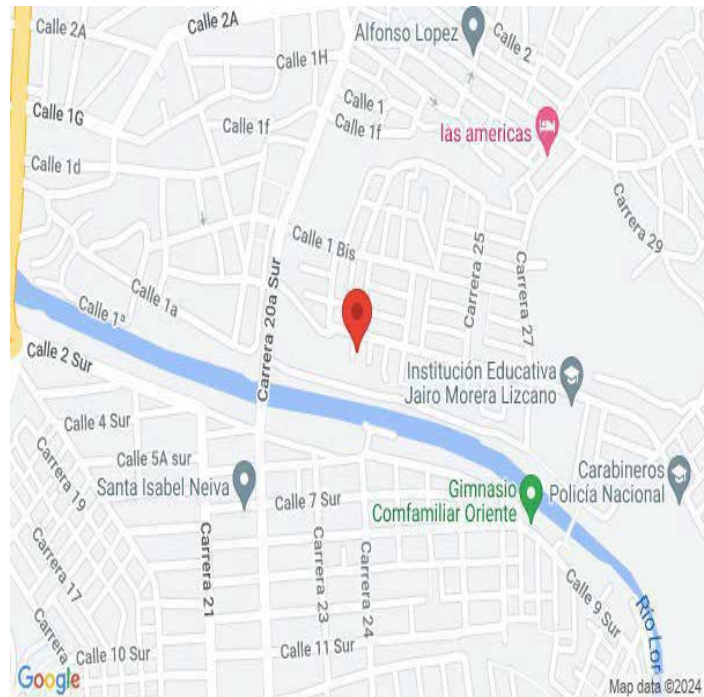 Calle 2A
Calle 2A
Alfonso Lopez
Calle 2
Calle 1H
Calle 1G
Calle 1f
Calle 1
Calle 1f
las americas
Calle 1d
Carrera 29
Calle 1 Bis
Carrera 25
Carrera 27
Carrera 20a Sur
Calle 1a
Calle 1ª
Calle 2 Sur
Institución Educativa
Jairo Morera Lizcano
Calle 4 Sur
Calle 5A sur
Carrera 19
Santa Isabel Neiva
Calle 7 Sur
Gimnasio
Comfamiliar Oriente
Carabineros
Policía Nacional
Carrera 17
Carrera 21
Carrera 23
Carrera 24
Calle 9 Sur
Río Lor
Calle 10 Sur
Calle 11 Sur
Google
Map data ©2024